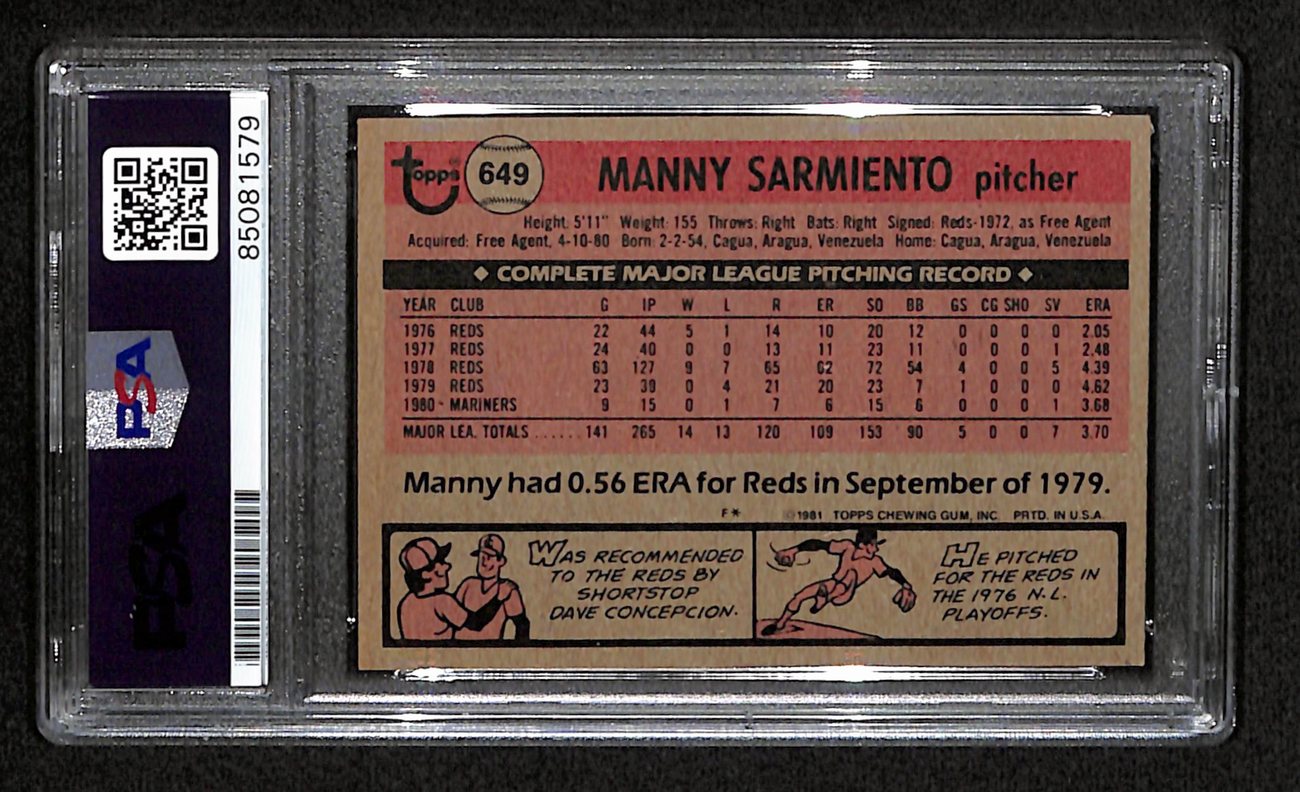 85081579
PSA
PSA
topps 649 MANNY SARMIENTO pitcher
Height: 5'11" Weight: 155 Throws: Right Bats: Right Signed: Reds-1972, as Free Agent
Acquired: Free Agent, 4-10-80 Born: 2-2-54, Cagua, Aragua, Venezuela Home: Cagua, Aragua, Venezuela
◆ COMPLETE MAJOR LEAGUE PITCHING RECORD ◆
YEAR CLUB G IP W L R ER SO BB GS CG SHO SV ERA
1976 REDS 22 44 5 1 14 10 20 12 0 0 0 0 2.05
1977 REDS 24 40 0 0 13 11 23 11 0 0 0 1 2.48
1978 REDS 63 127 9 7 65 62 72 54 4 0 0 5 4.39
1979 REDS 23 39 0 4 21 20 23 7 1 0 0 0 4.62
1980 - MARINERS 9 15 0 1 7 6 15 6 0 0 0 1 3.68
MAJOR LEA. TOTALS ...... 141 265 14 13 120 109 153 90 5 0 0 7 3.70
Manny had 0.56 ERA for Reds in September of 1979.
F* ©1981 TOPPS CHEWING GUM, INC. PRTD. IN U.S.A.
WAS RECOMMENDED
TO THE REDS BY
SHORTSTOP
DAVE CONCEPCION.
HE PITCHED
FOR THE REDS IN
THE 1976 N.L.
PLAYOFFS.